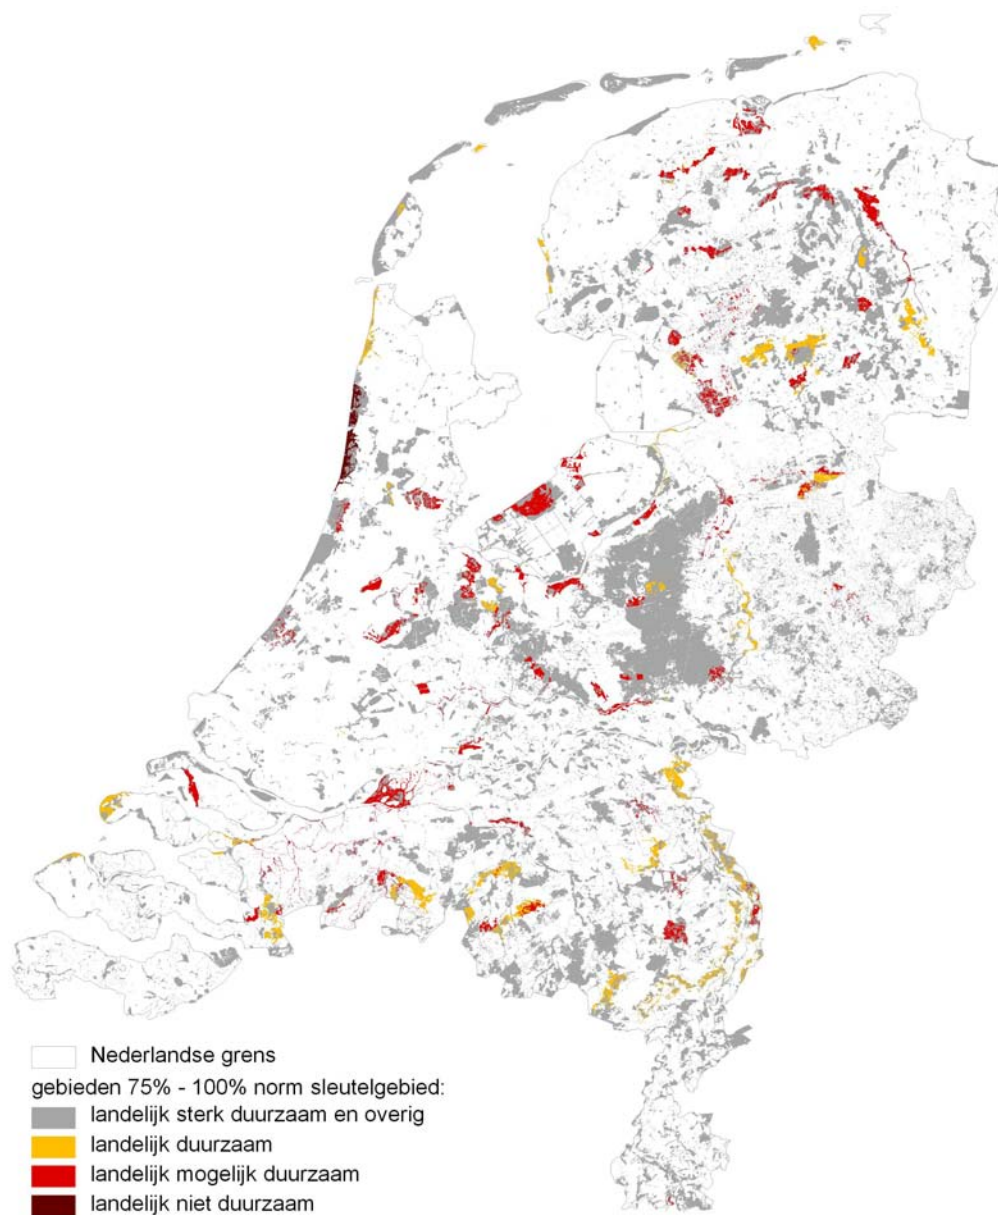 Nederlandse grens
gebieden 75% - 100% norm sleutelgebied:
landelijk sterk duurzaam en overig
landelijk duurzaam
landelijk mogelijk duurzaam
landelijk niet duurzaam